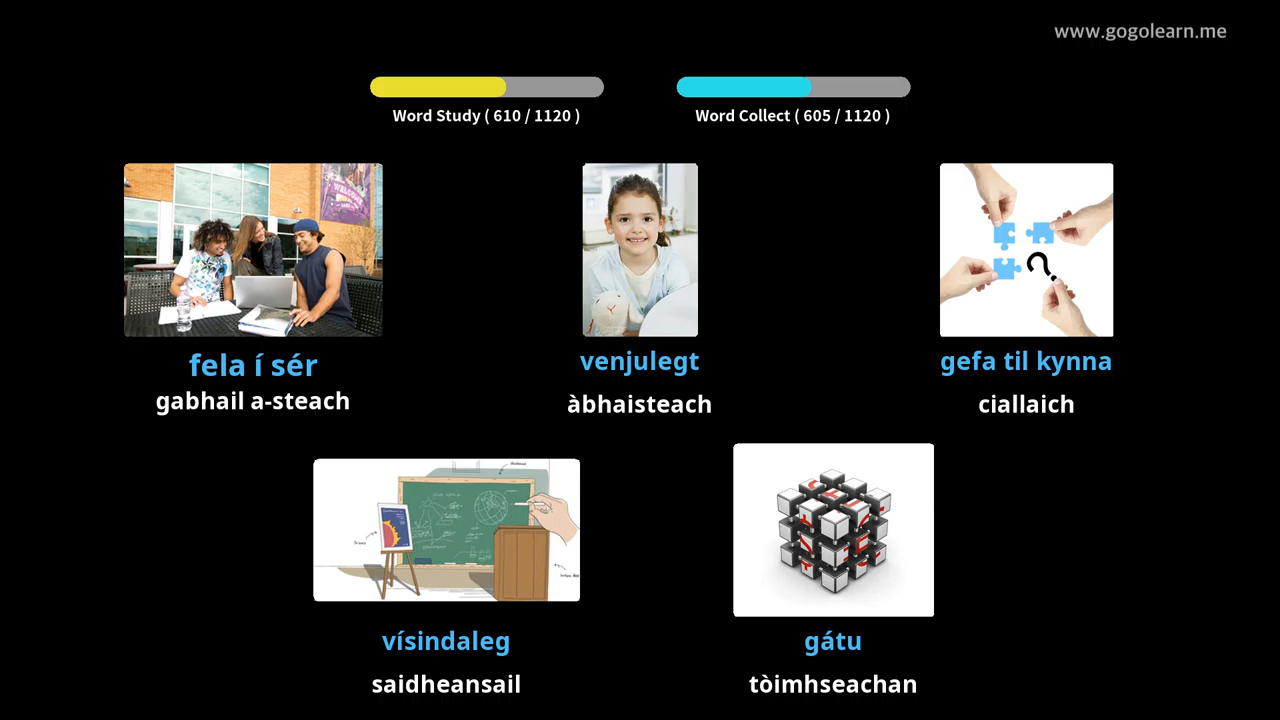 www.gogolearn.me
Word Study ( 610 / 1120 )
Word Collect ( 605 / 1120 )
WELCOME
fela í sér
gabhail a-steach
venjulegt
àbhaisteach
gefa til kynna
ciallaich
vísindaleg
saidheansail
gátu
tòimhseachan